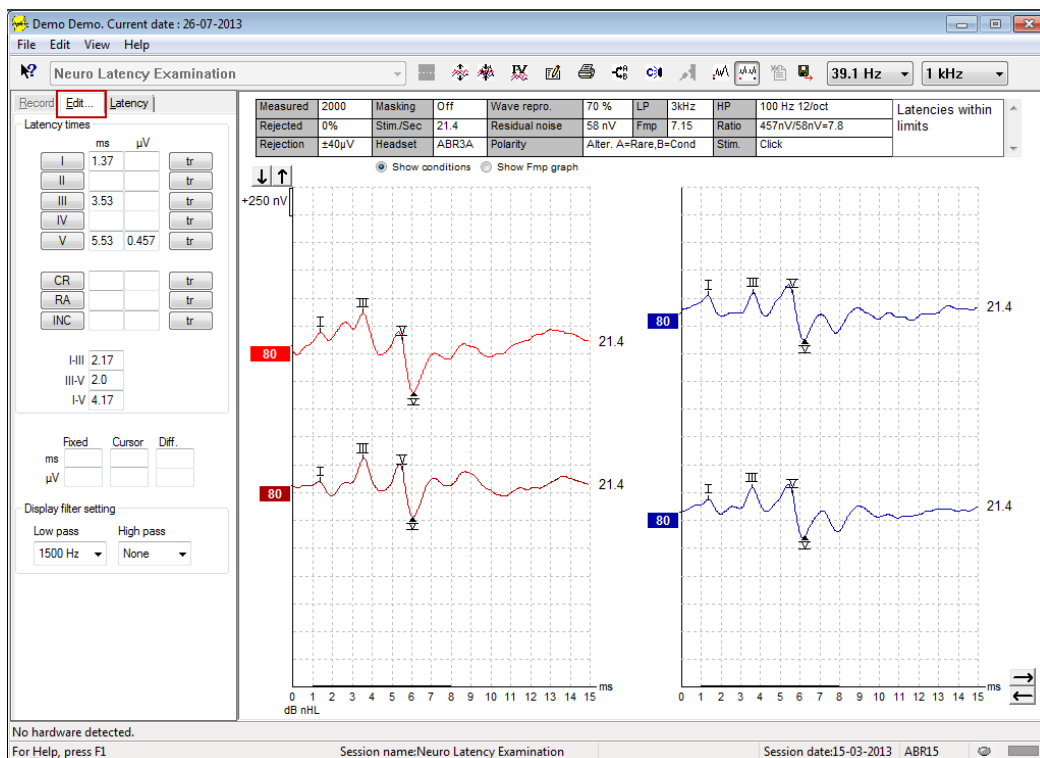 Demo Demo. Current date : 26-07-2013
File Edit View Help
Neuro Latency Examination 39.1 Hz 1 kHz
Record Edit... Latency
Latency times
ms µV
I 1.37 tr
II tr
III 3.53 tr
IV tr
V 5.53 0.457 tr
CR tr
RA tr
INC tr
I-III 2.17
III-V 2.0
I-V 4.17
Fixed Cursor Diff.
ms
µV
Display filter setting
Low pass High pass
1500 Hz None
Measured 2000 Masking Off Wave repro. 70 % LP 3kHz HP 100 Hz 12/oct
Rejected 0% Stim./Sec 21.4 Residual noise 58 nV Fmp 7.15 Ratio 457nV/58nV=7.8
Rejection ±40µV Headset ABR3A Polarity Alter. A=Rare,B=Cond Stim. Click
Latencies within
limits
Show conditions Show Fmp graph
+250 nV
I III V
80 21.4
V
I III V
80 21.4
V
I III V
80 21.4
V
I III V
80 21.4
V
0 1 2 3 4 5 6 7 8 9 10 11 12 13 14 15 ms
dB nHL
0 1 2 3 4 5 6 7 8 9 10 11 12 13 14 15 ms
No hardware detected.
For Help, press F1 Session name:Neuro Latency Examination Session date:15-03-2013 ABR15